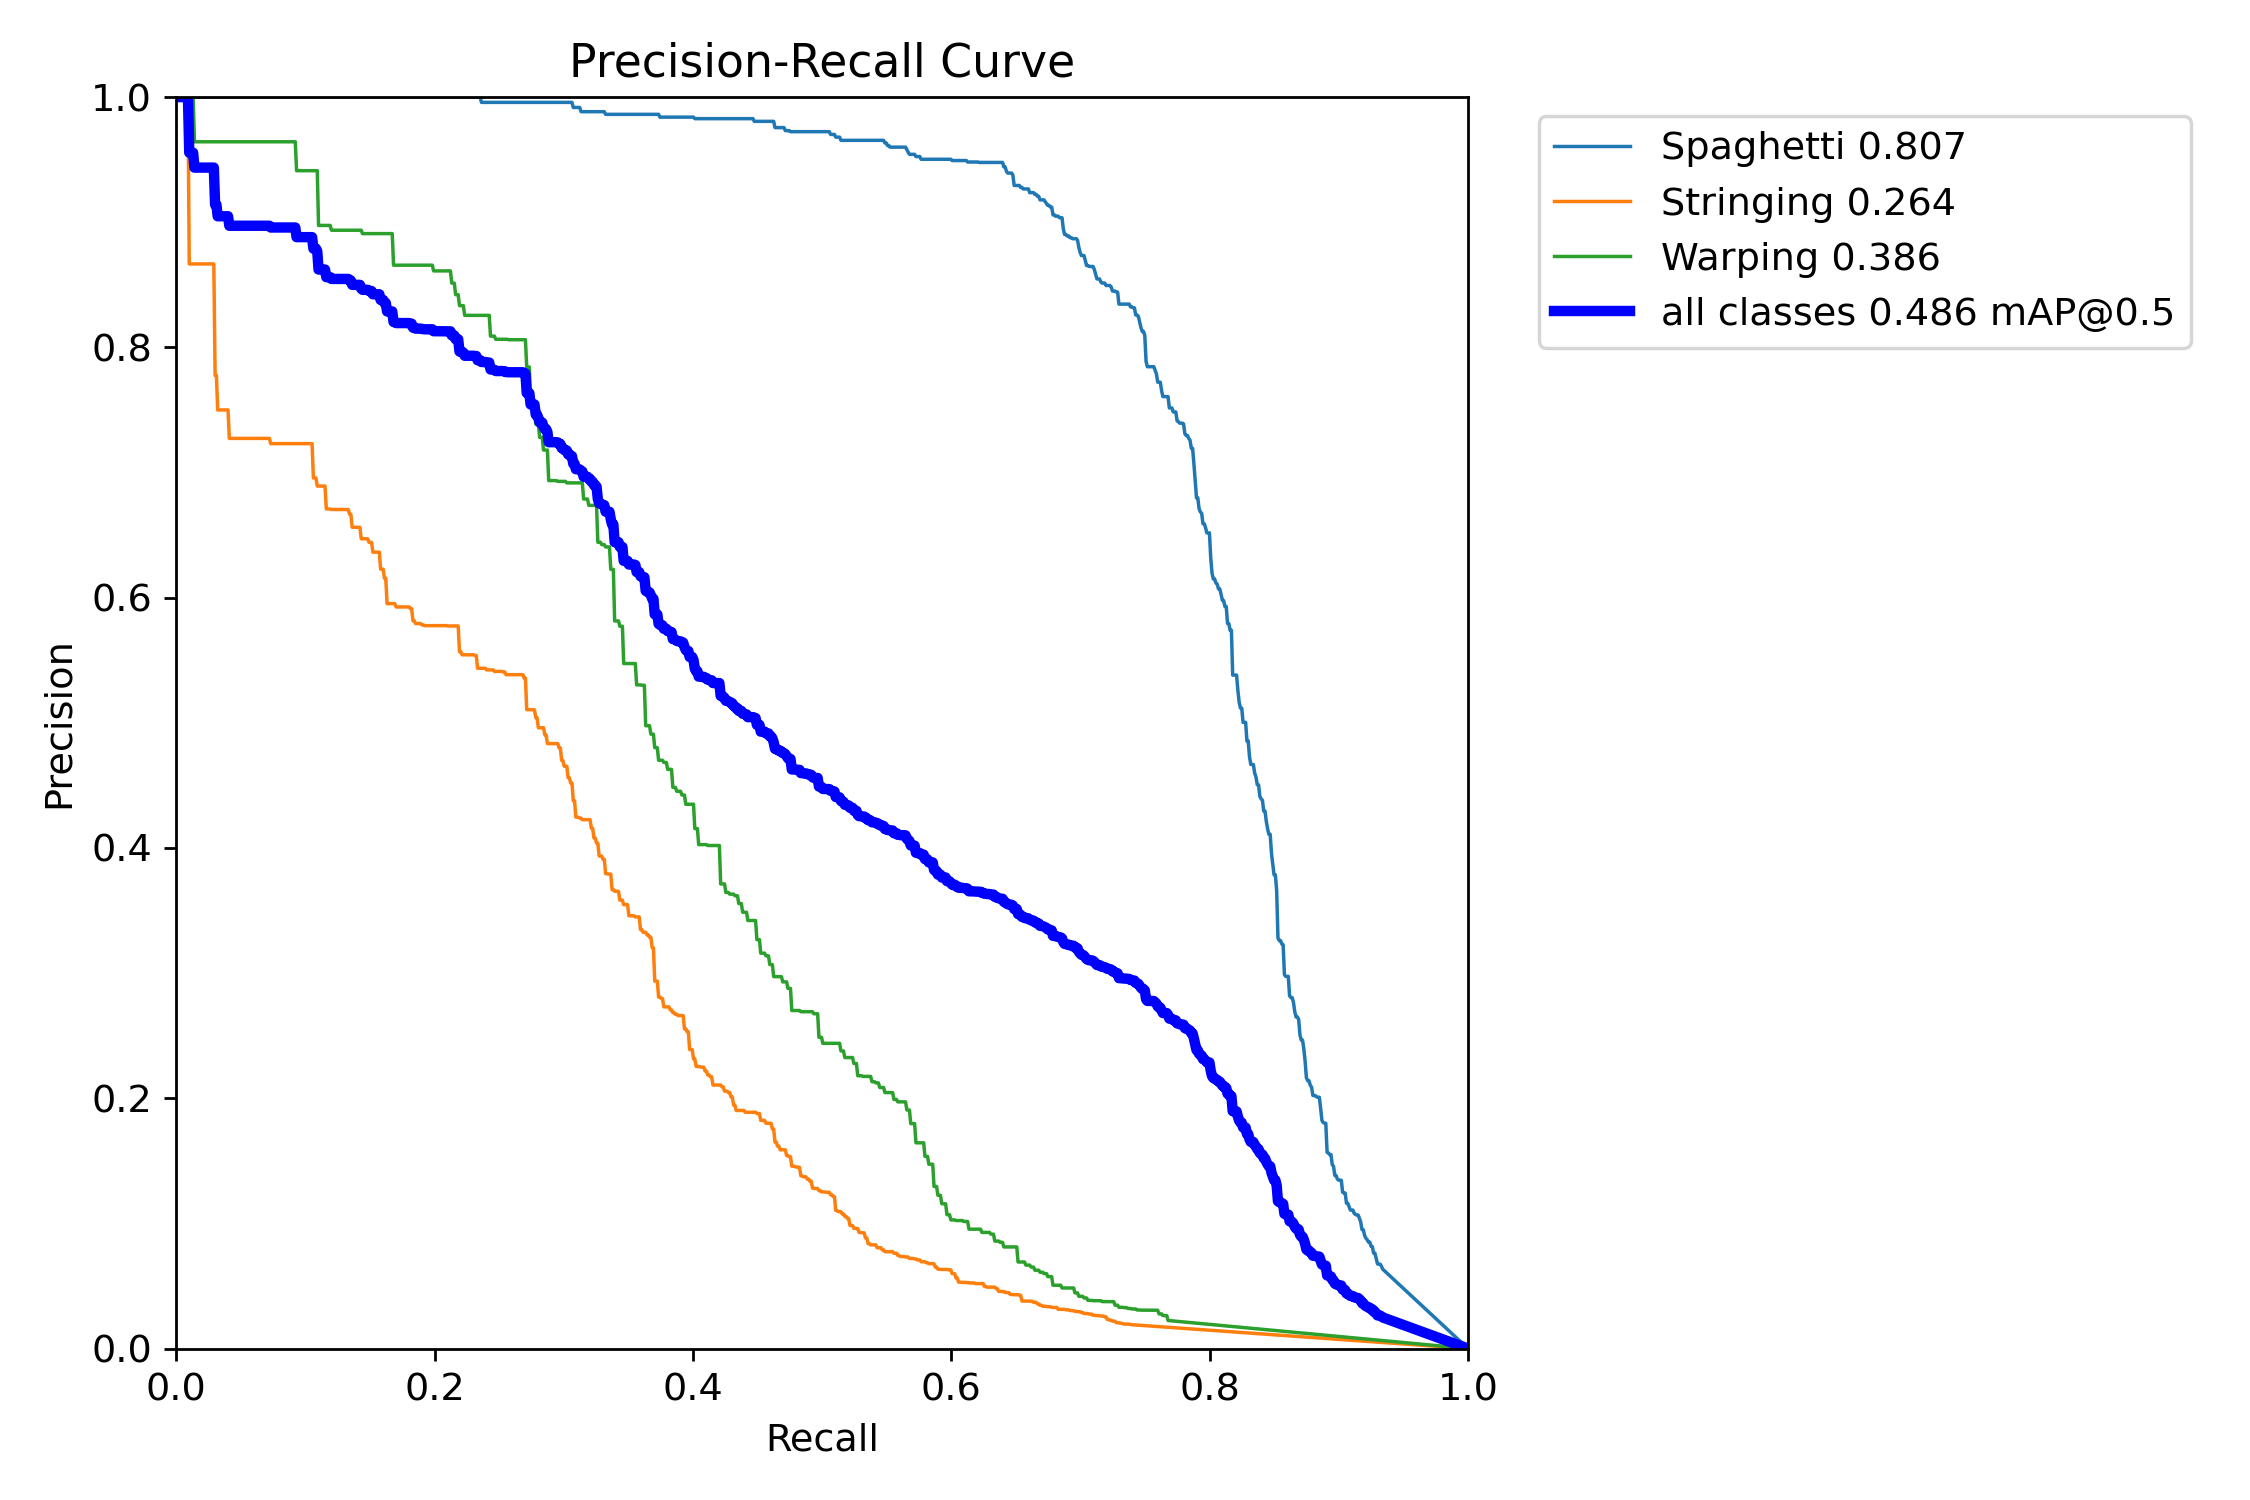 Precision-Recall Curve
1.0
0.8
0.6
0.4
0.2
0.0
Precision
0.0 0.2 0.4 0.6 0.8 1.0
Recall
Spaghetti 0.807
Stringing 0.264
Warping 0.386
all classes 0.486 mAP@0.5